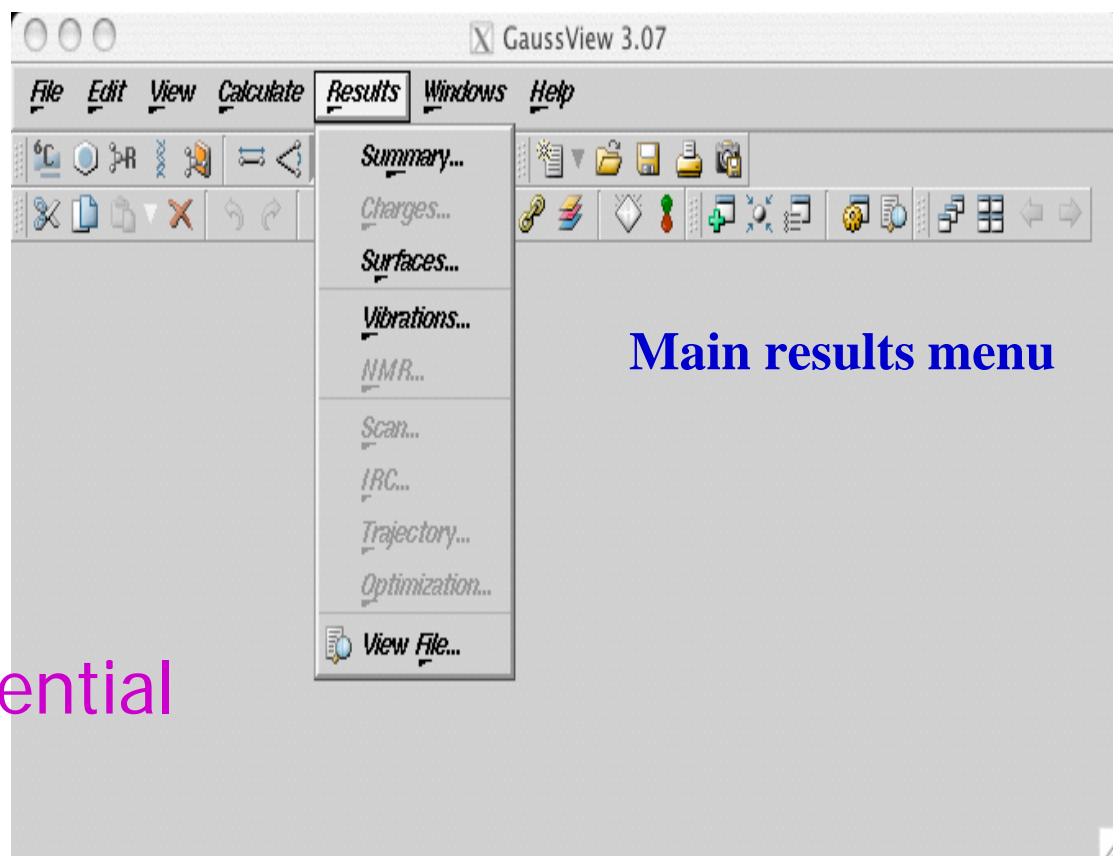 X GaussView 3.07
File Edit View Calculate Results Windows Help
6C R
Summary...
Charges...
Surfaces...
Vibrations...
Main results menu
NMR...
Scan...
IRC...
Trajectory...
Optimization...
View File...
ential